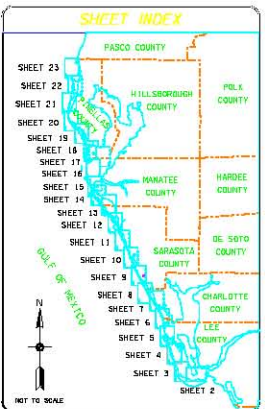 SHEET INDEX
PASCO COUNTY
SHEET 23
SHEET 22
SHEET 21
SHEET 20
SHEET 19
SHEET 18
SHEET 17
SHEET 16
SHEET 15
SHEET 14
SHEET 13
SHEET 12
SHEET 11
SHEET 10
SHEET 9
SHEET 8
SHEET 7
SHEET 6
SHEET 5
SHEET 4
SHEET 3
SHEET 2
PINELLAS
COUNTY
HILLSBOROUGH
COUNTY
POLK
COUNTY
MANATEE
COUNTY
HARDEE
COUNTY
SARASOTA
COUNTY
DE SOTO
COUNTY
CHARLOTTE
COUNTY
LEE
COUNTY
GULF OF MEXICO
N
NOT TO SCALE